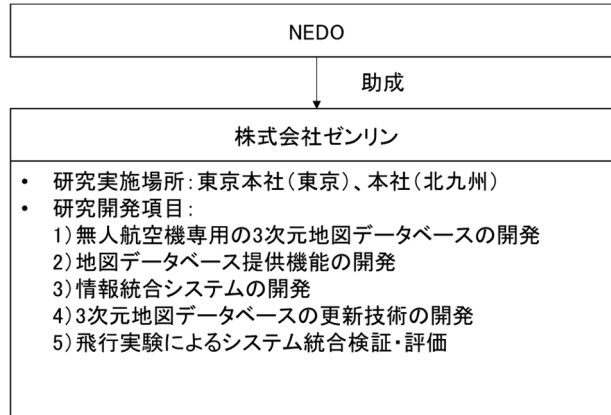 NEDO
助成
株式会社ゼンリン
• 研究実施場所：東京本社（東京）、本社（北九州）
• 研究開発項目：
1)無人航空機専用の3次元地図データベースの開発
2)地図データベース提供機能の開発
3)情報統合システムの開発
4)3次元地図データベースの更新技術の開発
5)飛行実験によるシステム統合検証・評価